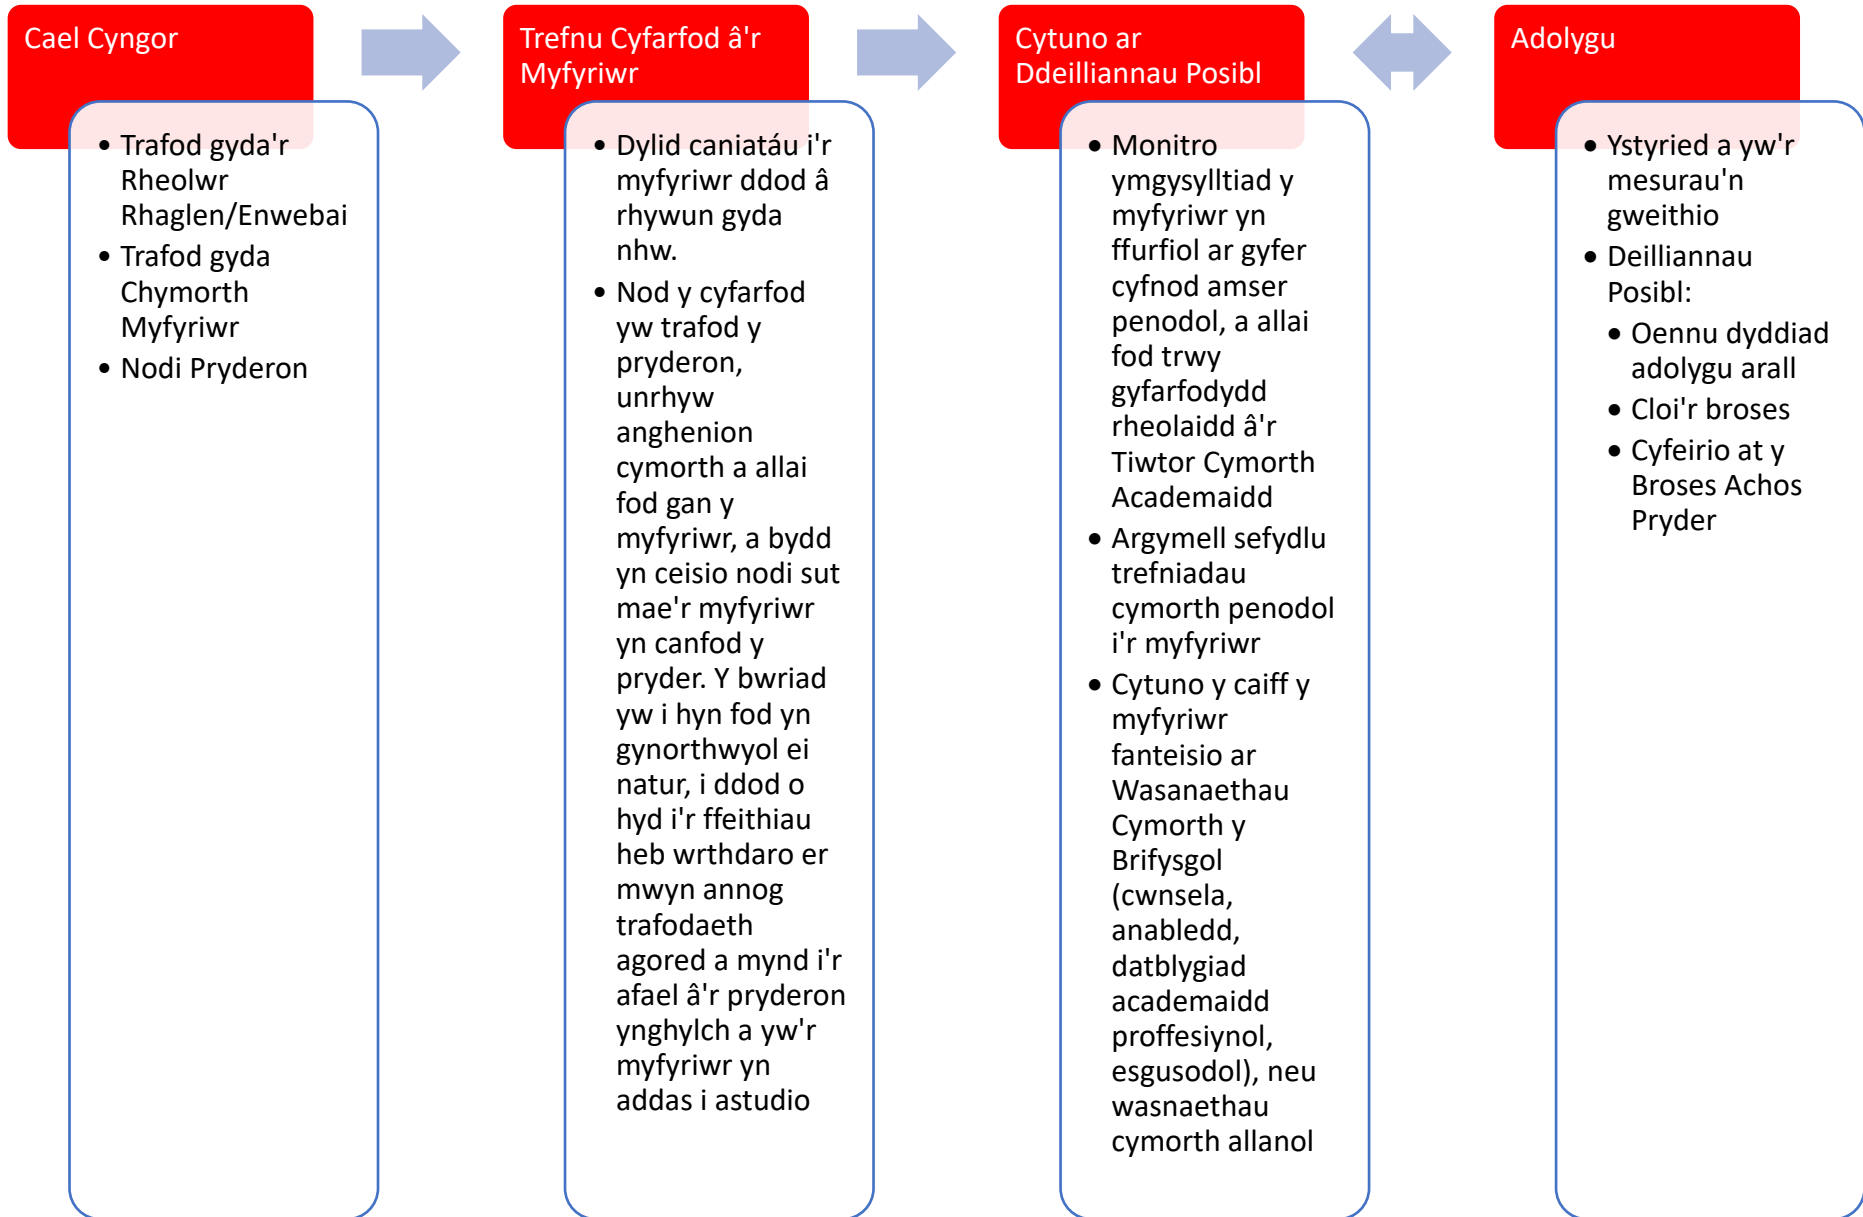 Cael Cyngor
• Trafod gyda'r
Rheolwr
Rhaglen/Enwebai
• Trafod gyda
Chymorth
Myfyriwr
• Nodi Pryderon
Trefnu Cyfarfod â'r
Myfyriwr
• Dylid caniatáu i'r
myfyriwr ddod â
rhywun gyda
nhw.
• Nod y cyfarfod
yw trafod y
pryderon,
unrhyw
anghenion
cymorth a allai
fod gan y
myfyriwr, a bydd
yn ceisio nodi sut
mae'r myfyriwr
yn canfod y
pryder. Y bwriad
yw i hyn fod yn
gynorthwyol ei
natur, i ddod o
hyd i'r ffeithiau
heb wrthdaro er
mwyn annog
trafodaeth
agored a mynd i'r
afael â'r pryderon
ynghylch a yw'r
myfyriwr yn
addas i astudio
Cytuno ar
Ddeilliannau Posibl
• Monitro
ymgysylltiad y
myfyriwr yn
ffurfiol ar gyfer
cyfnod amser
penodol, a allai
fod trwy
gyfarfodydd
rheolaidd â'r
Tiwtor Cymorth
Academaidd
• Argymell sefydlu
trefniadau
cymorth penodol
i'r myfyriwr
• Cytuno y caiff y
myfyriwr
fanteisio ar
Wasanaethau
Cymorth y
Brifysgol
(cwnsela,
anabledd,
datblygiad
academaidd
proffesiynol,
esgusodol), neu
wasnaethau
cymorth allanol
Adolygu
• Ystyried a yw'r
mesurau'n
gweithio
• Deilliannau
Posibl:
• Oennu dyddiad
adolygu arall
• Cloi'r broses
• Cyfeirio at y
Broses Achos
Pryder